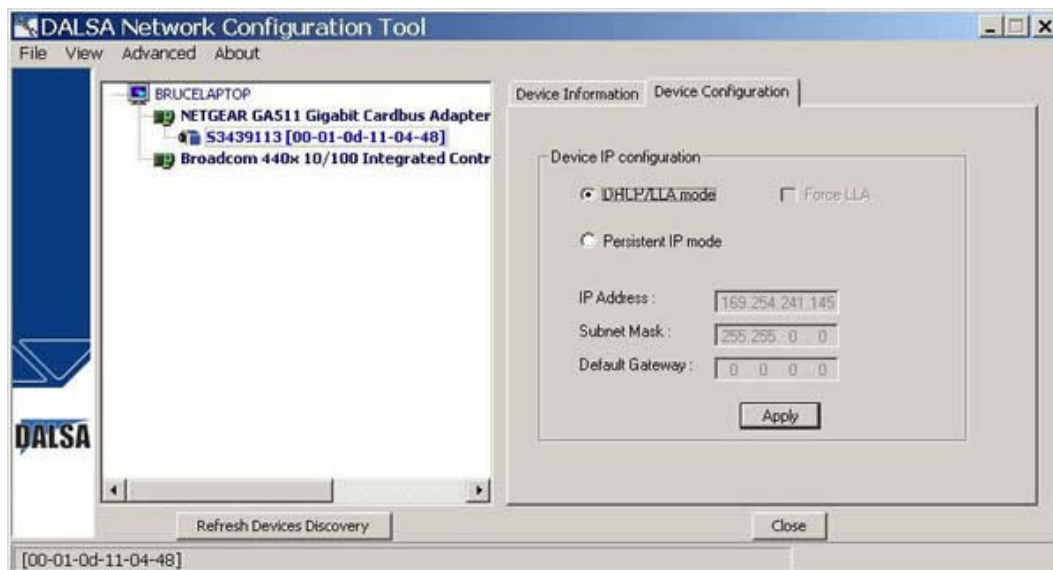 DALSA Network Configuration Tool
File View Advanced About
BRUCELAPTOP
NETGEAR GA511 Gigabit Cardbus Adapter
S3439113 [00-01-0d-11-04-48]
Broadcom 440x 10/100 Integrated Contr
DALSA
Refresh Devices Discovery
Device Information Device Configuration
Device IP configuration
DHCP/LLA mode Force LLA
Persistent IP mode
IP Address : 169.254.241.145
Subnet Mask : 255.255. 0 . 0
Default Gateway : 0 . 0 . 0 . 0
Apply
Close
[00-01-0d-11-04-48]